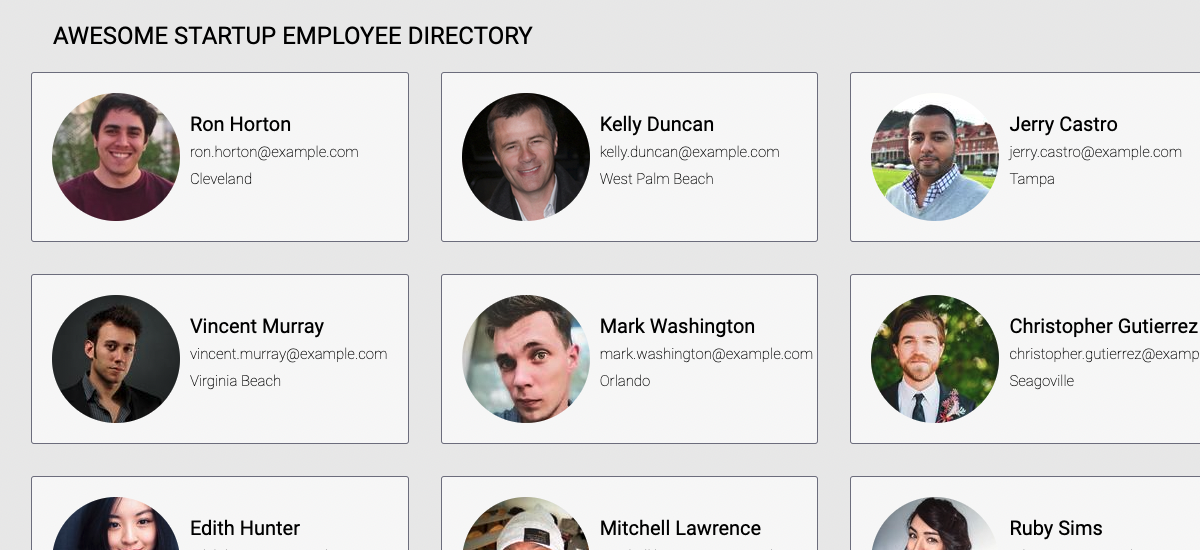 AWESOME STARTUP EMPLOYEE DIRECTORY
Ron Horton
ron.horton@example.com
Cleveland
Kelly Duncan
kelly.duncan@example.com
West Palm Beach
Jerry Castro
jerry.castro@example.com
Tampa
Vincent Murray
vincent.murray@example.com
Virginia Beach
Mark Washington
mark.washington@example.com
Orlando
Christopher Gutierrez
christopher.gutierrez@examp
Seagoville
Edith Hunter
Mitchell Lawrence
Ruby Sims